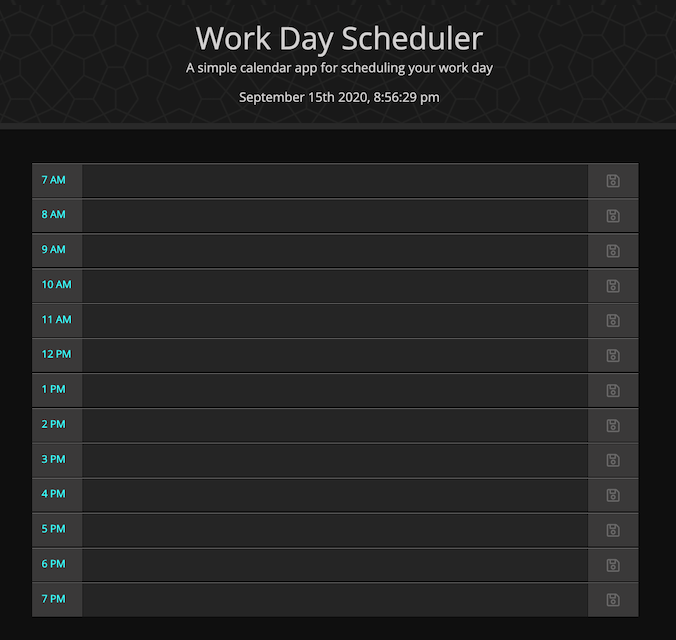 Work Day Scheduler
A simple calendar app for scheduling your work day
September 15th 2020, 8:56:29 pm
7 AM
8 AM
9 AM
10 AM
11 AM
12 PM
1 PM
2 PM
3 PM
4 PM
5 PM
6 PM
7 PM